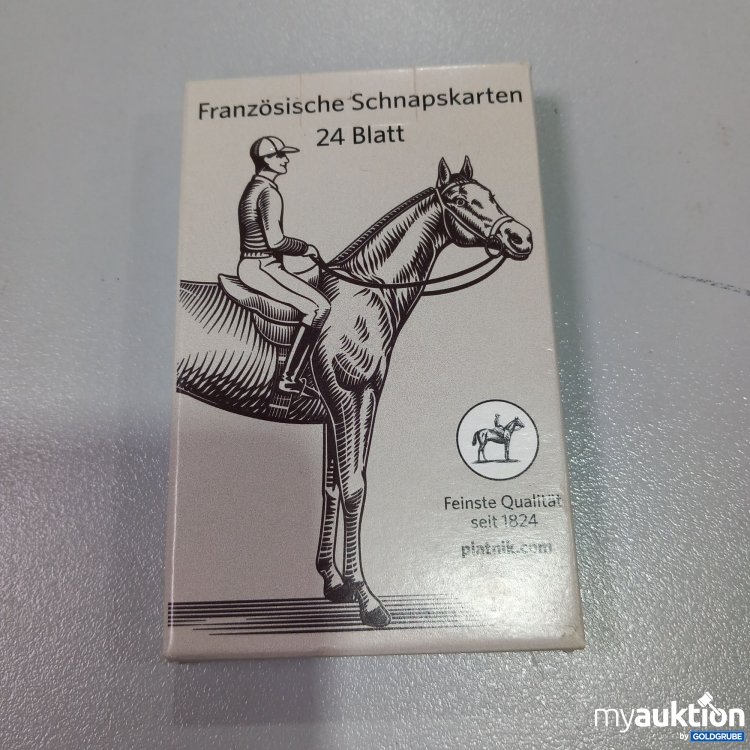 Französische Schnapskarten
24 Blatt
Feinste Qualität
seit 1824
piatnik.com
myauktion
by GOLDGRUBE